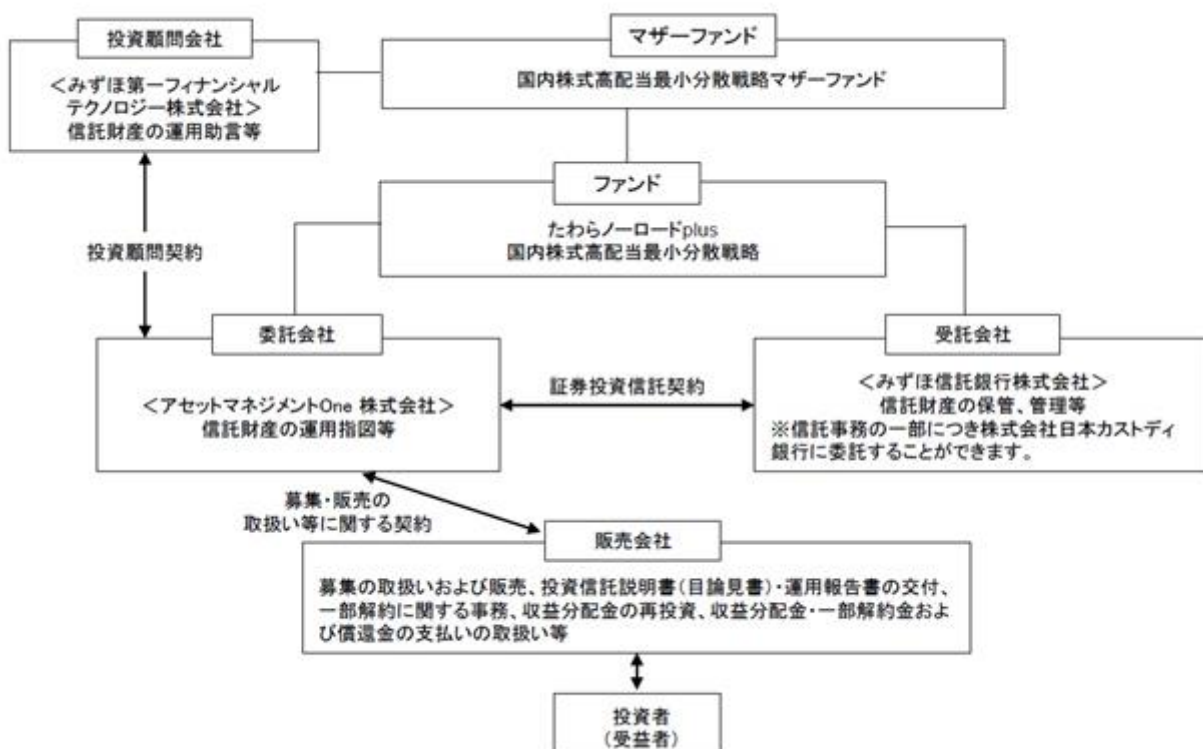 投資顧問会社
＜みずほ第一フィナンシャル
テクノロジー株式会社＞
信託財産の運用助言等
マザーファンド
国内株式高配当最小分散戦略マザーファンド
ファンド
たわらノーロードplus
国内株式高配当最小分散戦略
投資顧問契約
委託会社
＜アセットマネジメントOne 株式会社＞
信託財産の運用指図等
証券投資信託契約
受託会社
＜みずほ信託銀行株式会社＞
信託財産の保管、管理等
※信託事務の一部につき株式会社日本カストディ
銀行に委託することができます。
募集・販売の
取扱い等に関する契約
販売会社
募集の取扱いおよび販売、投資信託説明書(目論見書)・運用報告書の交付、
一部解約に関する事務、収益分配金の再投資、収益分配金・一部解約金およ
び償還金の支払いの取扱い等
投資者
(受益者)